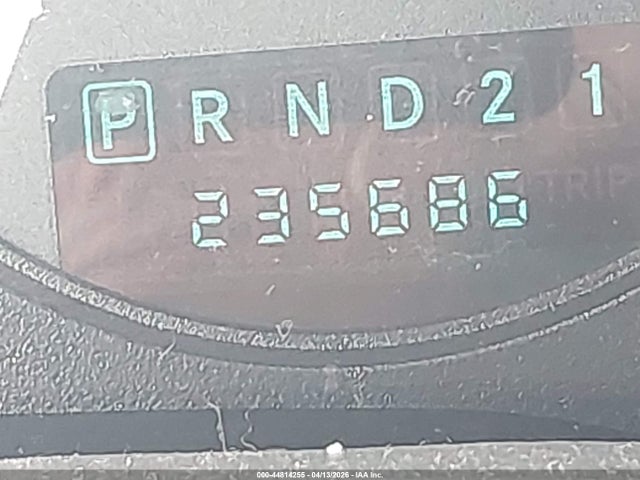 P R N D 2 1
235686 TRIP
000-44814255 - 04/13/2026 - IAA Inc.